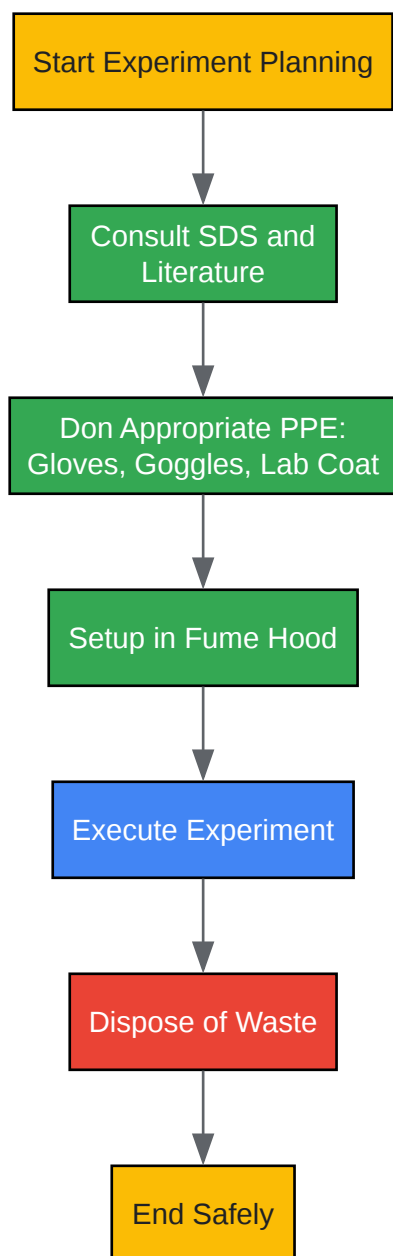 Start Experiment Planning
Consult SDS and
Literature
Don Appropriate PPE:
Gloves, Goggles, Lab Coat
Setup in Fume Hood
Execute Experiment
Dispose of Waste
End Safely